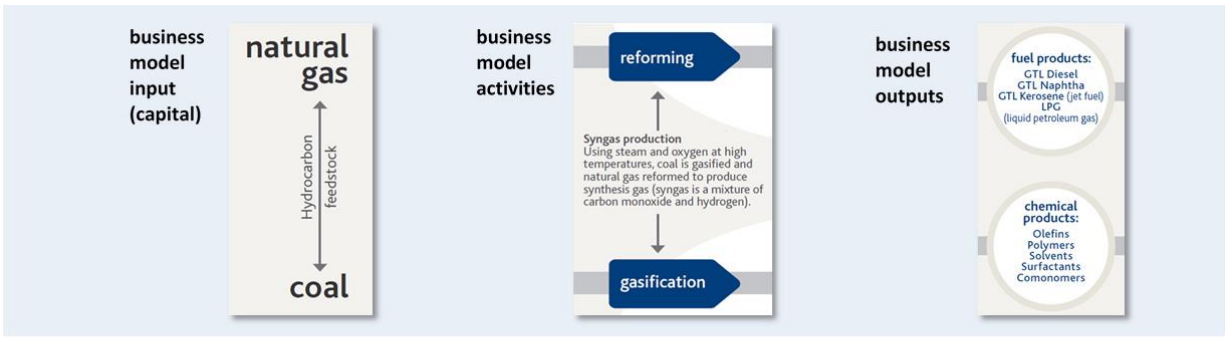 business
model
input
(capital)
natural
gas
Hydrocarbon
feedstock
coal
business
model
activities
reforming
Syngas production
Using steam and oxygen at high
temperatures, coal is gasified and
natural gas reformed to produce
synthesis gas (syngas is a mixture of
carbon monoxide and hydrogen).
gasification
business
model
outputs
fuel products:
GTL Diesel
GTL Naphtha
GTL Kerosene (jet fuel)
LPG
(liquid petroleum gas)
chemical
products:
Olefins
Polymers
Solvents
Surfactants
Comonomers